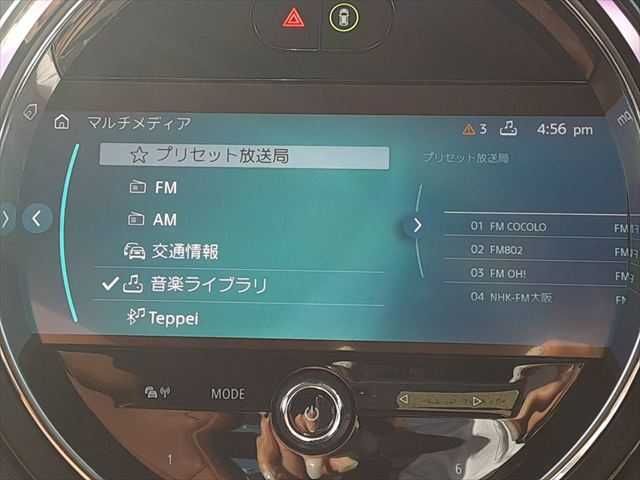 マルチメディア
3
4:56 pm
プリセット放送局
FM
AM
交通情報
音楽ライブラリ
Teppei
プリセット放送局
01 FM COCOLO
02 FM802
03 FM OH!
04 NHK-FM大阪
MODE
1
6